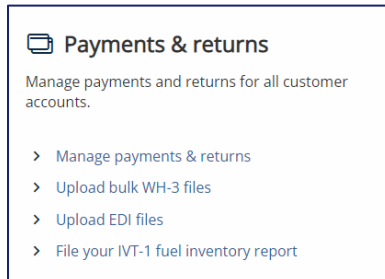 Payments & returns
Manage payments and returns for all customer
accounts.
Manage payments & returns
Upload bulk WH-3 files
Upload EDI files
File your IVT-1 fuel inventory report